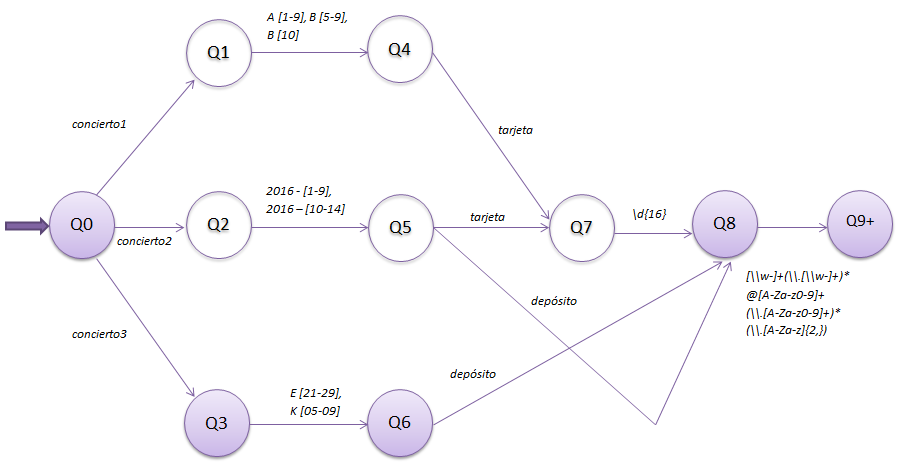 A [1-9], B [5-9],
B [10]
Q1
Q4
concierto1
tarjeta
2016 - [1-9],
2016 – [10-14]
Q0
concierto2
Q2
Q5
tarjeta
Q7
\d{16}
Q8
Q9+
[\\w-]+(\\.[\\w-]+)*
@[A-Za-z0-9]+
(\\.[A-Za-z0-9]+)*
(\\.[A-Za-z]{2,})
depósito
concierto3
depósito
E [21-29],
K [05-09]
Q3
Q6